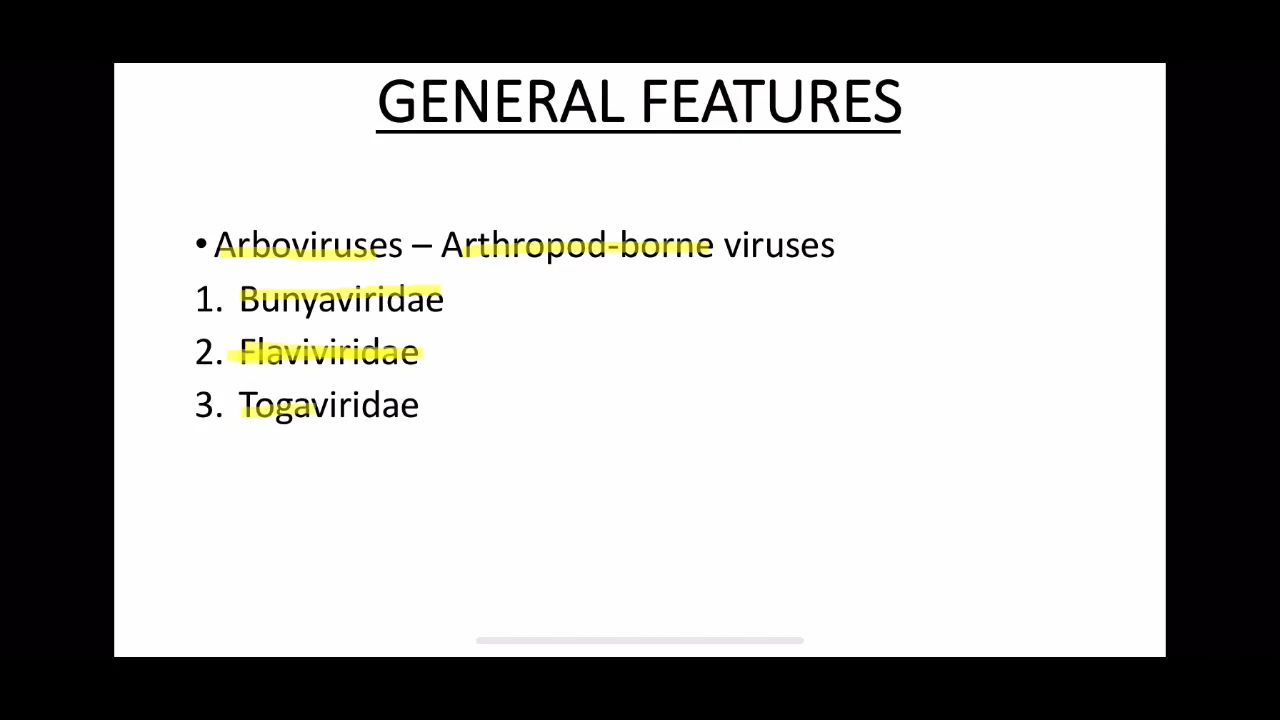 GENERAL FEATURES
• Arboviruses – Arthropod-borne viruses
1. Bunyaviridae
2. Flaviviridae
3. Togaviridae